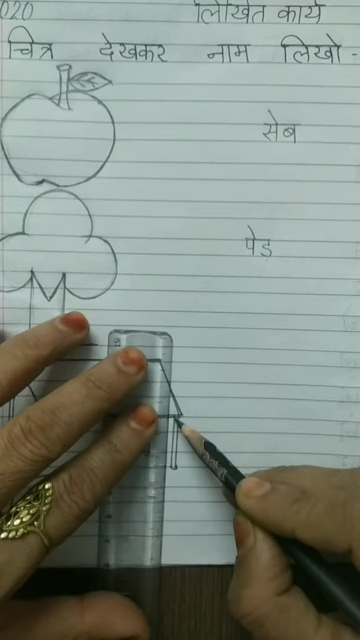 020 लिखित कार्य
चित्र देखकर नाम लिखो -
सेब
पेड़